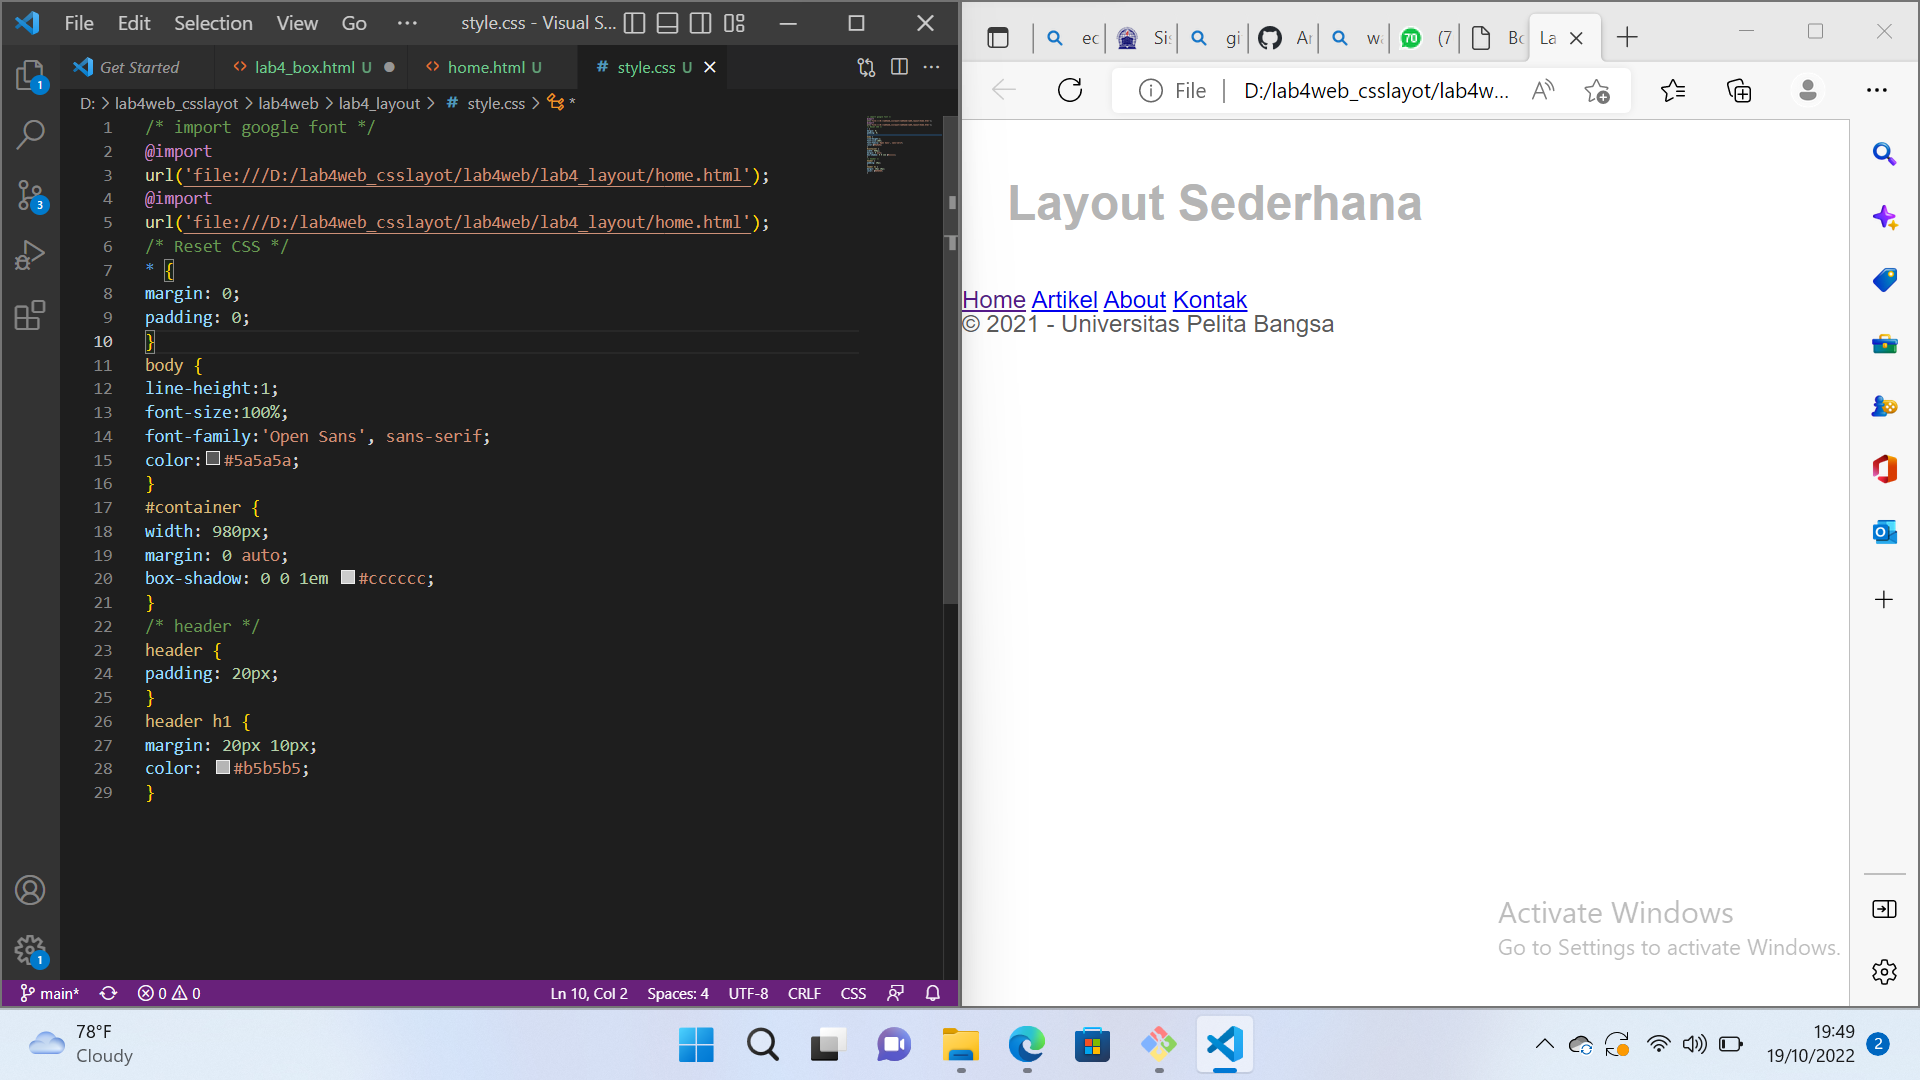 File Edit Selection View Go ··· style.css - Visual S...
Get Started lab4_box.html U home.html U style.css U
D: > lab4web_csslayot > lab4web > lab4_layout > # style.css > *
1 /* import google font */
2 @import
3 url('file:///D:/lab4web_csslayot/lab4web/lab4_layout/home.html');
4 @import
5 url('file:///D:/lab4web_csslayot/lab4web/lab4_layout/home.html');
6 /* Reset CSS */
7 * {
8 margin: 0;
9 padding: 0;
10 }
11 body {
12 line-height:1;
13 font-size:100%;
14 font-family:'Open Sans', sans-serif;
15 color:#5a5a5a;
16 }
17 #container {
18 width: 980px;
19 margin: 0 auto;
20 box-shadow: 0 0 1em #cccccc;
21 }
22 /* header */
23 header {
24 padding: 20px;
25 }
26 header h1 {
27 margin: 20px 10px;
28 color: #b5b5b5;
29 }
1
3
1
main* 0 0 Ln 10, Col 2 Spaces: 4 UTF-8 CRLF CSS
ec Si: gi Ai 70 (7 La
File D:/lab4web_csslayot/lab4w...
Layout Sederhana
Home Artikel About Kontak
© 2021 - Universitas Pelita Bangsa
Activate Windows
Go to Settings to activate Windows.
78°F
Cloudy
19:49
19/10/2022
2